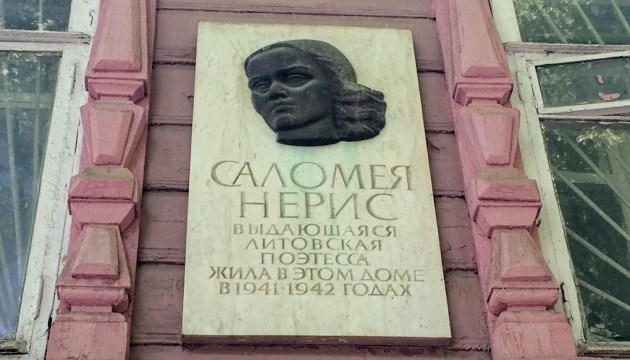 САЛОМЕЯ
НЕРИС
ВЫДАЮЩАЯСЯ
ЛИТОВСКАЯ
ПОЭТЕССА
ЖИЛА В ЭТОМ ДОМЕ
В 1941-1942 ГОДАХ